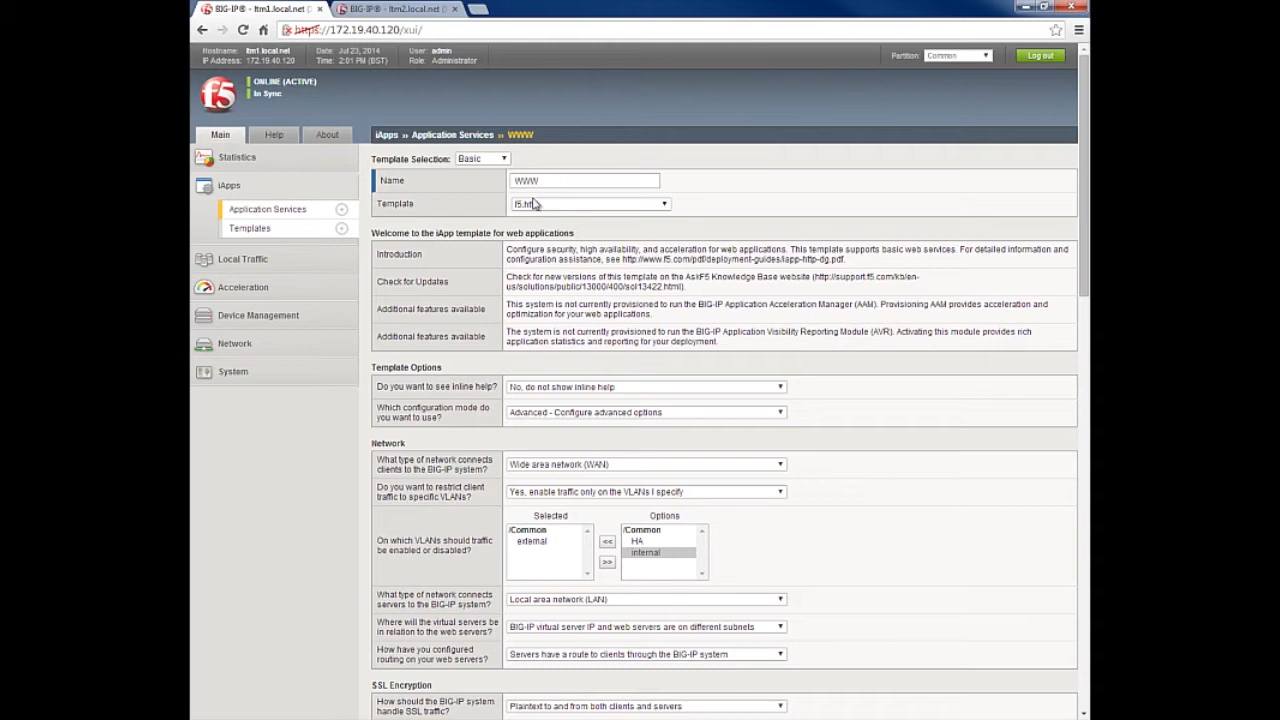 BIG-IP® - ltm1.local.net (
BIG-IP® - ltm2.local.net (
https://172.19.40.120/xui/
Hostname: ltm1.local.net Date: Jul 23, 2014 User: admin
IP Address: 172.19.40.120 Time: 2:01 PM (BST) Role: Administrator
Partition: Common Log out
f5
ONLINE (ACTIVE)
In Sync
Main Help About
iApps » Application Services » WWW
Statistics
iApps
Application Services
Templates
Local Traffic
Acceleration
Device Management
Network
System
Template Selection: Basic
Name WWW
Template
Welcome to the iApp template for web applications
Introduction
Configure security, high availability, and acceleration for web applications. This template supports basic web services. For detailed information and
configuration assistance, see http://www.f5.com/pdf/deployment-guides/iapp-http-dg.pdf.
Check for Updates
Check for new versions of this template on the AskF5 Knowledge Base website (http://support.f5.com/kb/en-
us/solutions/public/13000/400/sol13422.html).
Additional features available
This system is not currently provisioned to run the BIG-IP Application Acceleration Manager (AAM). Provisioning AAM provides acceleration and
optimization for your web applications.
Additional features available
The system is not currently provisioned to run the BIG-IP Application Visibility Reporting Module (AVR). Activating this module provides rich
application statistics and reporting for your deployment.
Template Options
Do you want to see inline help? No, do not show inline help
Which configuration mode do
you want to use?
Advanced - Configure advanced options
Network
What type of network connects
clients to the BIG-IP system?
Wide area network (WAN)
Do you want to restrict client
traffic to specific VLANs?
Yes, enable traffic only on the VLANs I specify
On which VLANs should traffic
be enabled or disabled?
Selected
/Common
external
<<
>>
Options
/Common
HA
internal
What type of network connects
servers to the BIG-IP system?
Local area network (LAN)
Where will the virtual servers be
in relation to the web servers?
BIG-IP virtual server IP and web servers are on different subnets
How have you configured
routing on your web servers?
Servers have a route to clients through the BIG-IP system
SSL Encryption
How should the BIG-IP system
handle SSL traffic?
Plaintext to and from both clients and servers